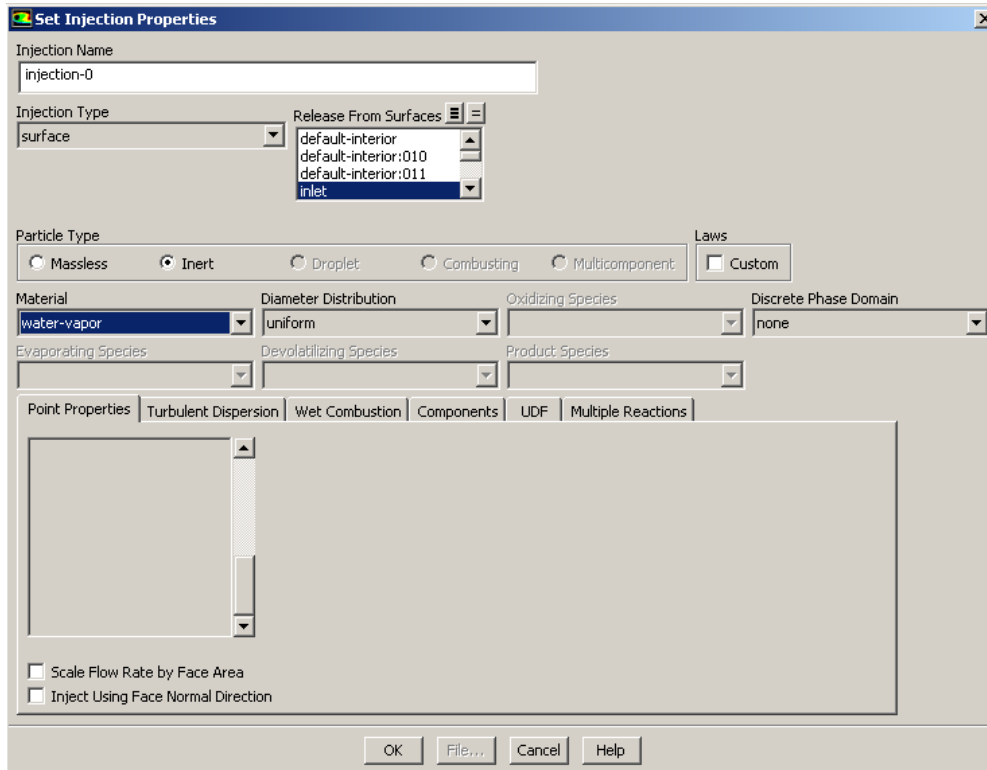 Set Injection Properties
Injection Name
injection-0
Injection Type
surface
Release From Surfaces
default-interior
default-interior:010
default-interior:011
inlet
Particle Type
Massless Inert Droplet Combusting Multicomponent
Laws
Custom
Material Diameter Distribution Oxidizing Species Discrete Phase Domain
water-vapor uniform none
Evaporating Species Devolatilizing Species Product Species
Point Properties Turbulent Dispersion Wet Combustion Components UDF Multiple Reactions
Scale Flow Rate by Face Area
Inject Using Face Normal Direction
OK File... Cancel Help